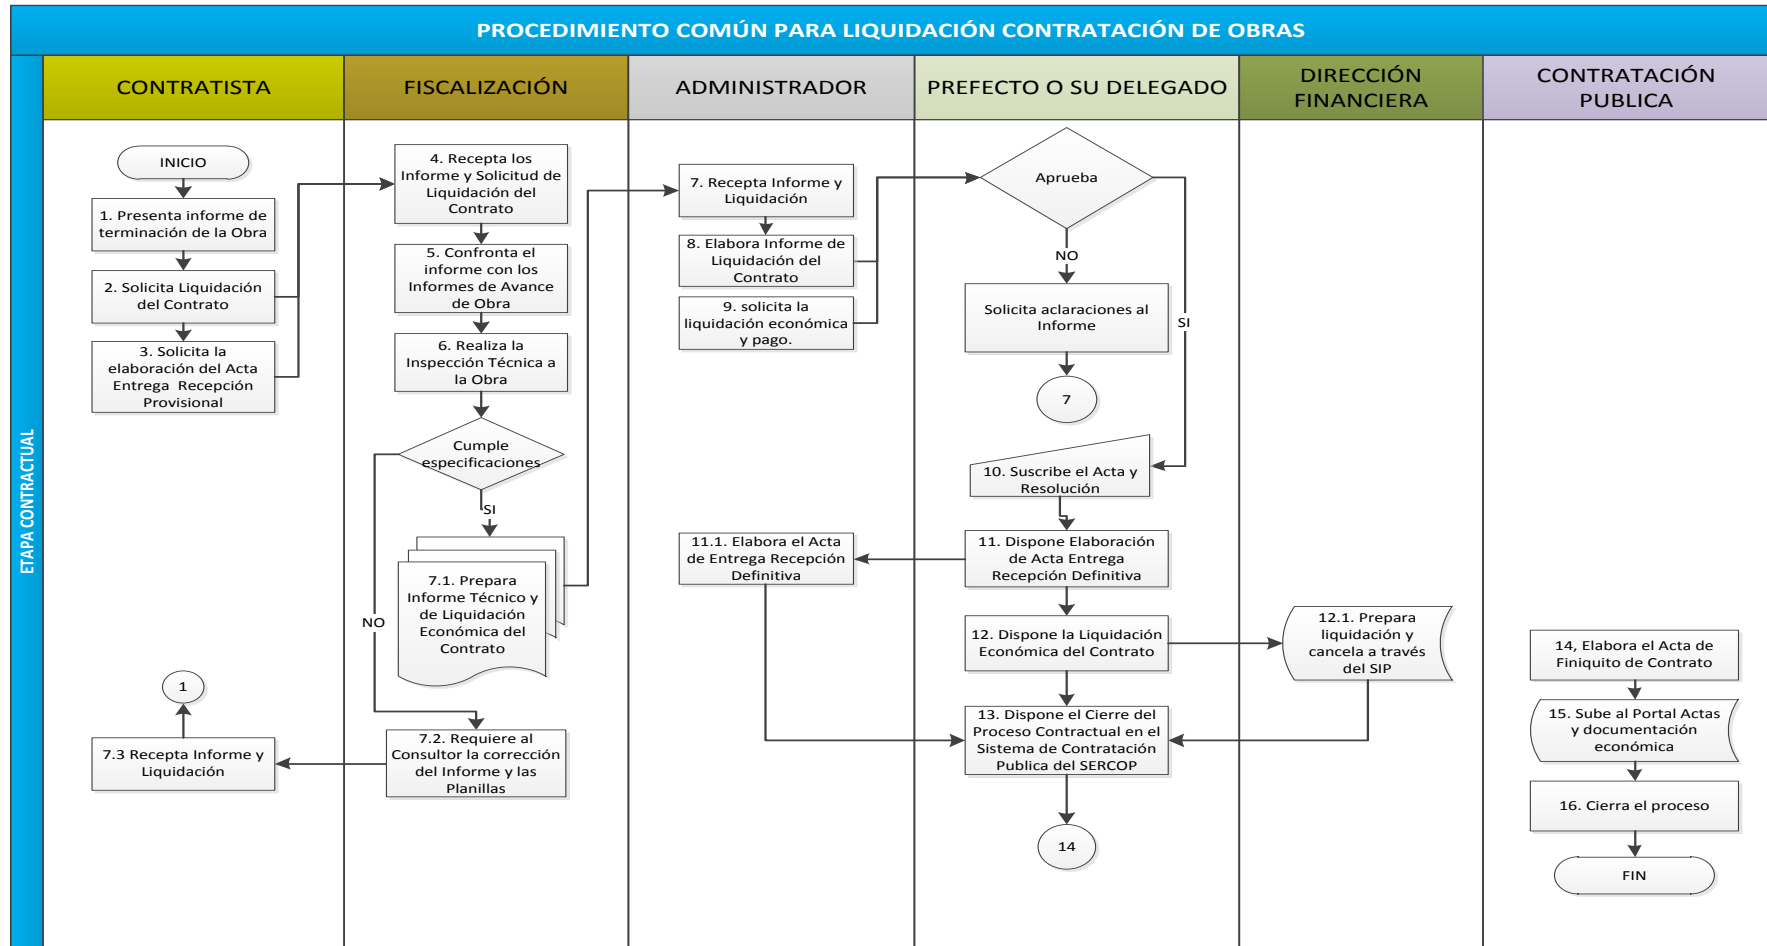 PROCEDIMIENTO COMÚN PARA LIQUIDACIÓN CONTRATACIÓN DE OBRAS
ETAPA CONTRACTUAL
CONTRATISTA
INICIO
1. Presenta informe de
terminación de la Obra
2. Solicita Liquidación
del Contrato
3. Solicita la
elaboración del Acta
Entrega Recepción
Provisional
1
7.3 Recepta Informe y
Liquidación
FISCALIZACIÓN
4. Recepta los
Informe y Solicitud de
Liquidación del
Contrato
5. Confronta el
informe con los
Informes de Avance
de Obra
6. Realiza la
Inspección Técnica a
la Obra
Cumple
especificaciones
SI
NO
7.1. Prepara
Informe Técnico y
de Liquidación
Económica del
Contrato
7.2. Requiere al
Consultor la corrección
del Informe y las
Planillas
ADMINISTRADOR
7. Recepta Informe y
Liquidación
8. Elabora Informe de
Liquidación del
Contrato
9. solicita la
liquidación económica
y pago.
11.1. Elabora el Acta
de Entrega Recepción
Definitiva
PREFECTO O SU DELEGADO
Aprueba
NO
SI
Solicita aclaraciones al
Informe
7
10. Suscribe el Acta y
Resolución
11. Dispone Elaboración
de Acta Entrega
Recepción Definitiva
12. Dispone la Liquidación
Económica del Contrato
13. Dispone el Cierre del
Proceso Contractual en el
Sistema de Contratación
Publica del SERCOP
14
DIRECCIÓN
FINANCIERA
12.1. Prepara
liquidación y
cancela a través
del SIP
CONTRATACIÓN
PUBLICA
14, Elabora el Acta de
Finiquito de Contrato
15. Sube al Portal Actas
y documentación
económica
16. Cierra el proceso
FIN